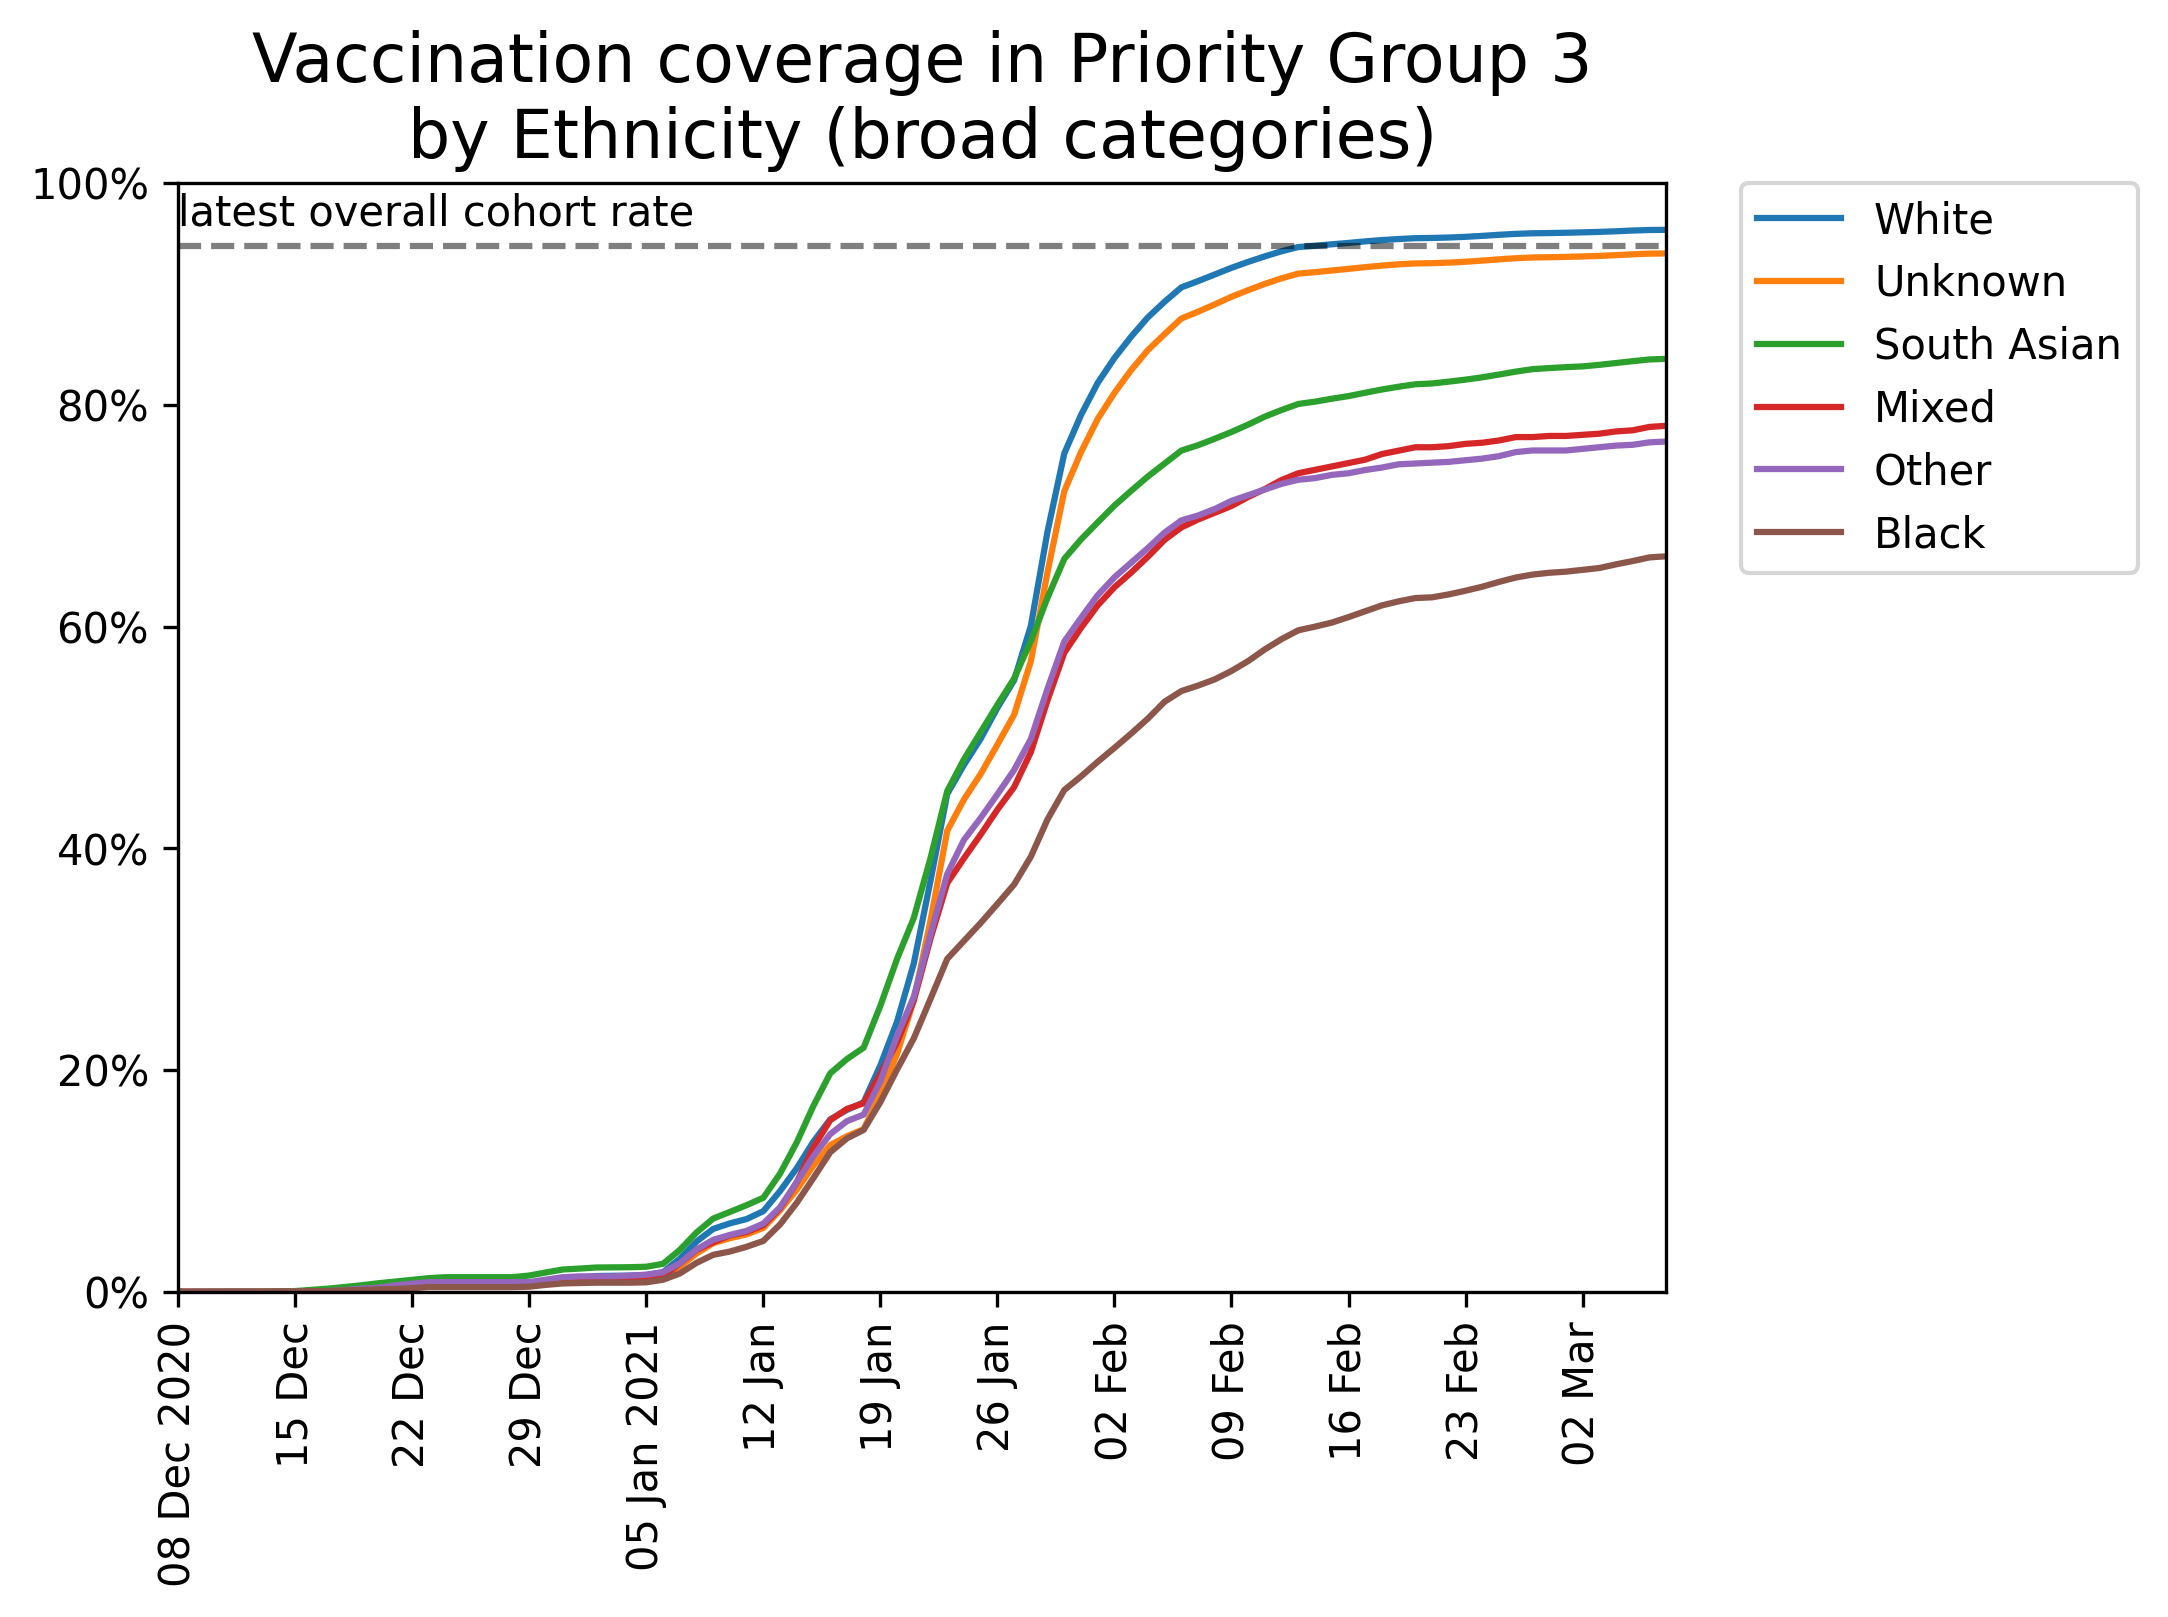 Vaccination coverage in Priority Group 3
by Ethnicity (broad categories)
100%
80%
60%
40%
20%
0%
latest overall cohort rate
White
Unknown
South Asian
Mixed
Other
Black
08 Dec 2020
15 Dec
22 Dec
29 Dec
05 Jan 2021
12 Jan
19 Jan
26 Jan
02 Feb
09 Feb
16 Feb
23 Feb
02 Mar